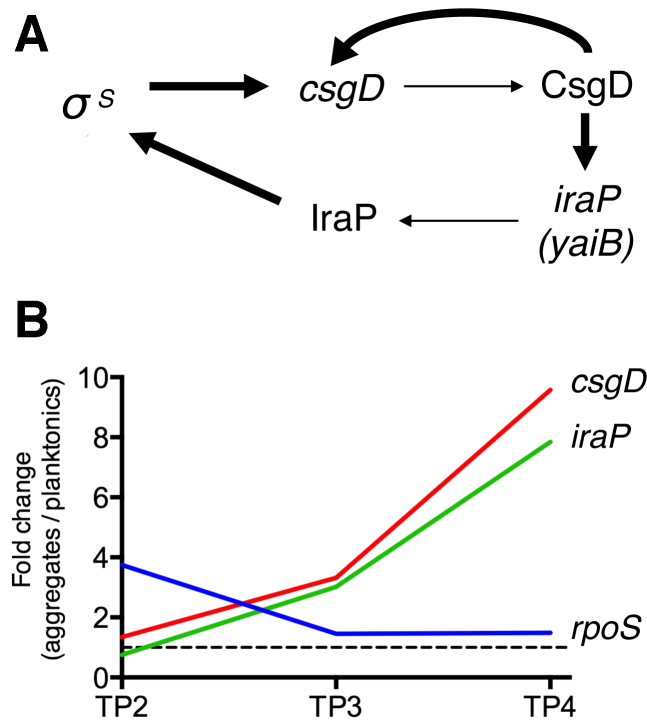 A
σ S
csgD
CsgD
IraP
iraP
(yaiB)
B
Fold change
(aggregates / planktonics)
10
8
6
4
2
0
csgD
iraP
rpoS
TP2
TP3
TP4